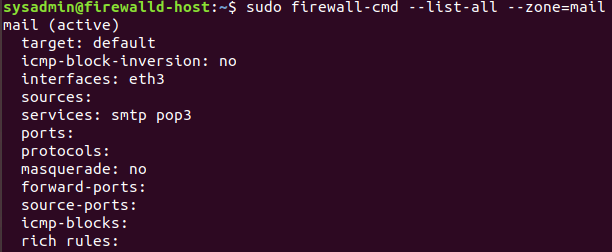 sysadmin@firewalld-host:~$ sudo firewall-cmd --list-all --zone=mail
mail (active)
  target: default
  icmp-block-inversion: no
  interfaces: eth3
  sources:
  services: smtp pop3
  ports:
  protocols:
  masquerade: no
  forward-ports:
  source-ports:
  icmp-blocks:
  rich rules: